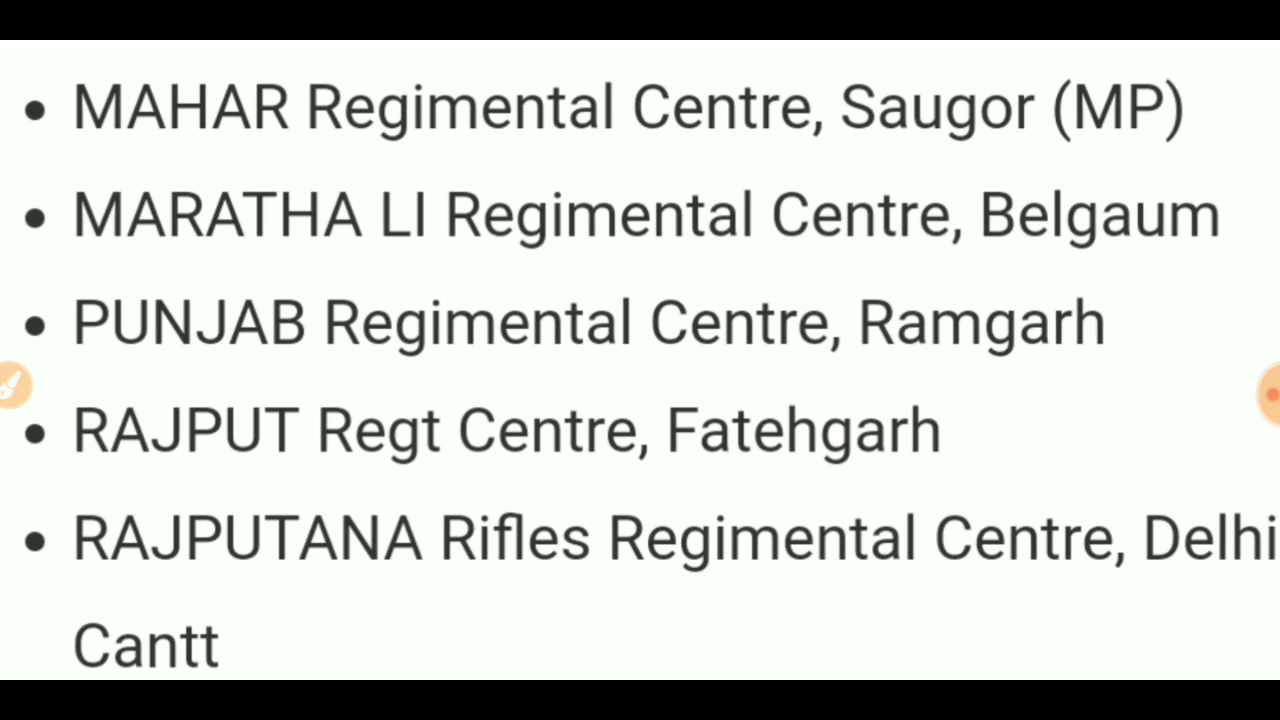 • MAHAR Regimental Centre, Saugor (MP)
• MARATHA LI Regimental Centre, Belgaum
• PUNJAB Regimental Centre, Ramgarh
• RAJPUT Regt Centre, Fatehgarh
• RAJPUTANA Rifles Regimental Centre, Delhi
Cantt